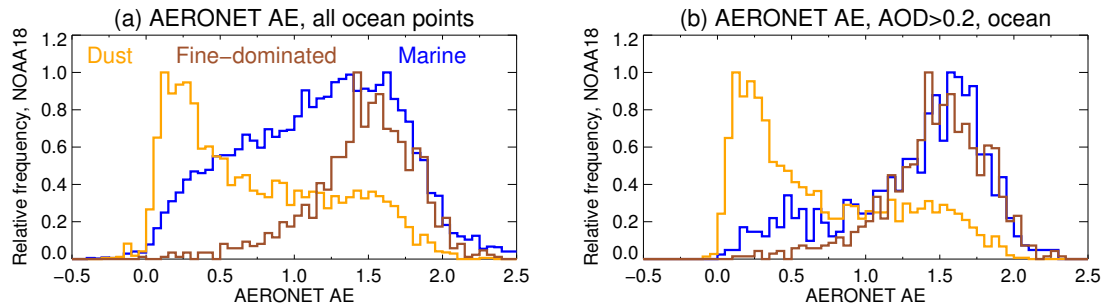 (a) AERONET AE, all ocean points
Dust Fine−dominated Marine
Relative frequency, NOAA18
1.0
0.8
0.6
0.4
0.2
0.0
−0.5 0.0 0.5 1.0 1.5 2.0 2.5
AERONET AE
(b) AERONET AE, AOD>0.2, ocean
Relative frequency, NOAA18
1.0
0.8
0.6
0.4
0.2
0.0
−0.5 0.0 0.5 1.0 1.5 2.0 2.5
AERONET AE